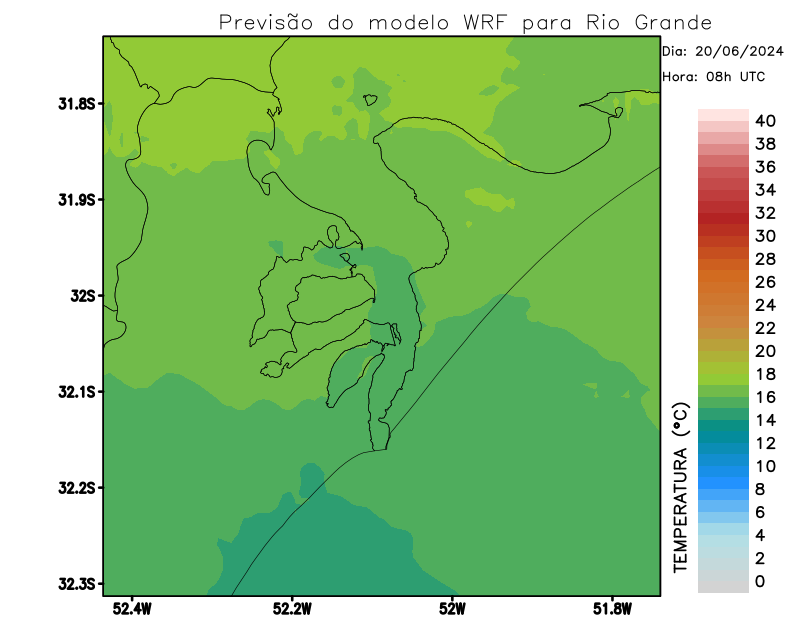 Previsão do modelo WRF para Rio Grande
Dia: 20/06/2024
Hora: 08h UTC
31.8S
31.9S
32S
32.1S
32.2S
32.3S
52.4W
52.2W
52W
51.8W
TEMPERATURA (°C)
40
38
36
34
32
30
28
26
24
22
20
18
16
14
12
10
8
6
4
2
0